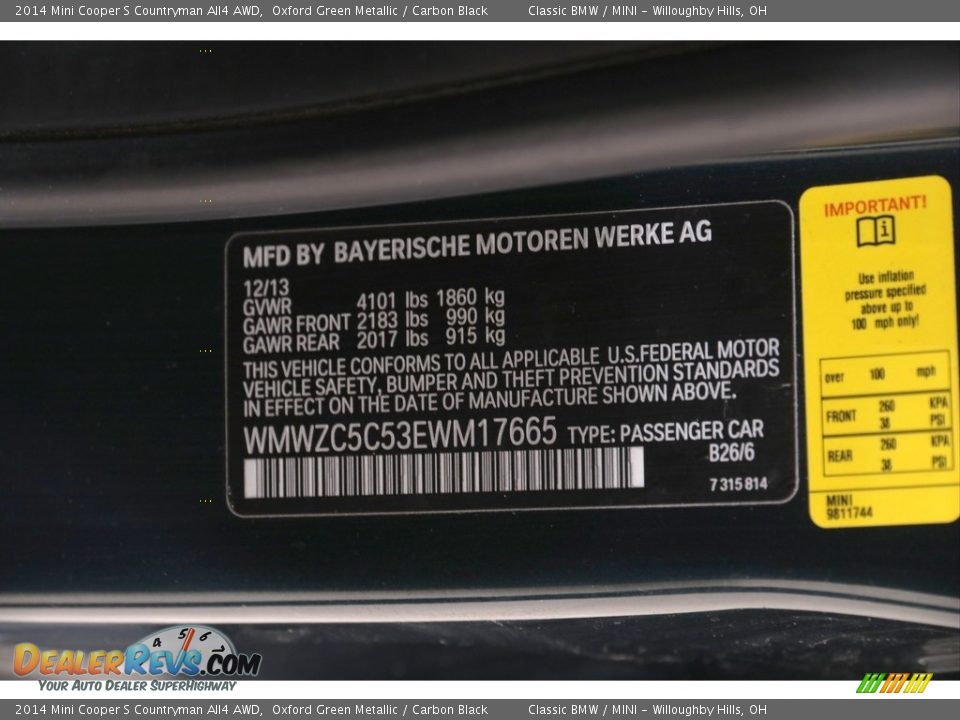 2014 Mini Cooper S Countryman All4 AWD, Oxford Green Metallic / Carbon Black Classic BMW / MINI - Willoughby Hills, OH
MFD BY BAYERISCHE MOTOREN WERKE AG
12/13
GVWR 4101 lbs 1860 kg
GAWR FRONT 2183 lbs 990 kg
GAWR REAR 2017 lbs 915 kg
THIS VEHICLE CONFORMS TO ALL APPLICABLE U.S.FEDERAL MOTOR
VEHICLE SAFETY, BUMPER AND THEFT PREVENTION STANDARDS
IN EFFECT ON THE DATE OF MANUFACTURE SHOWN ABOVE.
WMWZC5C53EWM17665 TYPE: PASSENGER CAR
B26/6
7 315 814
IMPORTANT!
i
Use inflation
pressure specified
above up to
100 mph only!
over 100 mph
FRONT 260 KPA
38 PSI
REAR 260 KPA
38 PSI
MINI
9811744
4 5 6
DEALERREVS.COM
YOUR AUTO DEALER SUPERHIGHWAY
2014 Mini Cooper S Countryman All4 AWD, Oxford Green Metallic / Carbon Black Classic BMW / MINI - Willoughby Hills, OH